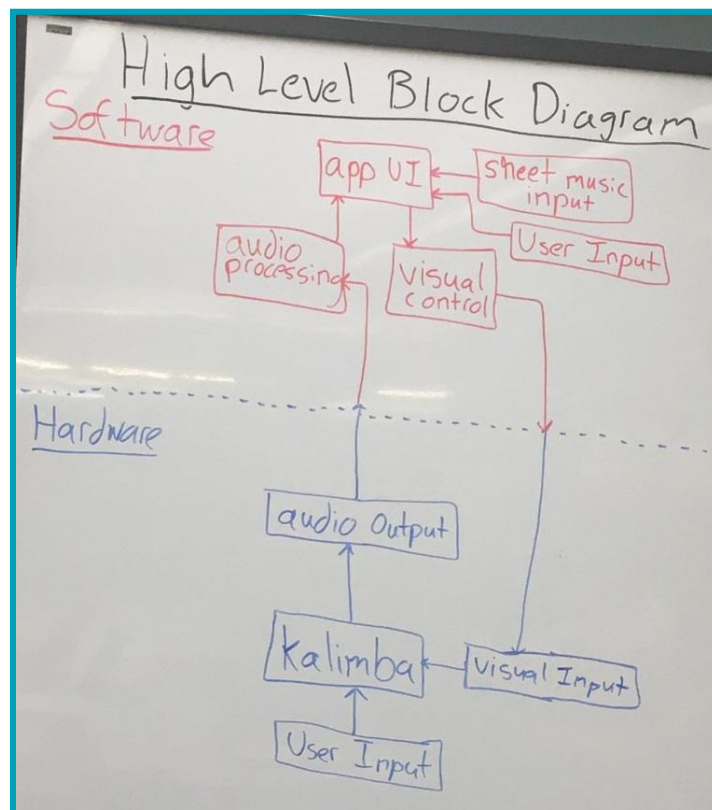 High Level Block Diagram
Software
app UI
sheet music
input
User Input
audio
processing
visual
control
Hardware
audio Output
Kalimba
Visual Input
User Input